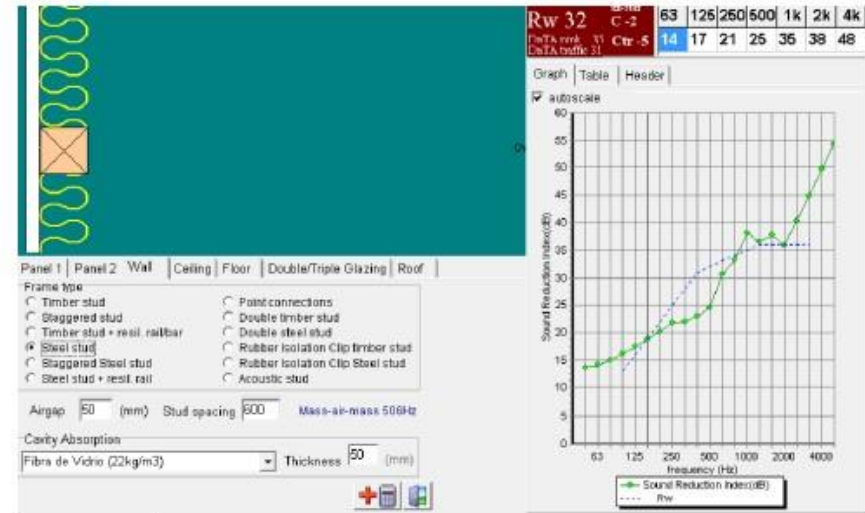 Rw 32 C -2 63 125 250 500 1k 2k 4k
DnTA traffic 31 Ctr -5 14 17 21 25 35 38 48
Graph Table Header
autoscale
60
55
50
45
40
35
30
25
20
15
10
5
0
Sound Reduction Index(dB)
63 125 250 500 1000 2000 4000
frequency (Hz)
Sound Reduction Index(dB)
Rw
Panel 1 Panel 2 Wall Ceiling Floor Double/Triple Glazing Roof
Frame type
Timber stud
Staggered stud
Timber stud + resil. rail/bar
Steel stud
Staggered Steel stud
Steel stud + resil. rail
Point connections
Double timber stud
Double steel stud
Rubber Isolation Clip timber stud
Rubber Isolation Clip Steel stud
Acoustic stud
Airgap 50 (mm) Stud spacing 600 Mass-air-mass 506Hz
Cavity Absorption
Fibra de Vidrio (22kg/m3) Thickness 50 (mm)